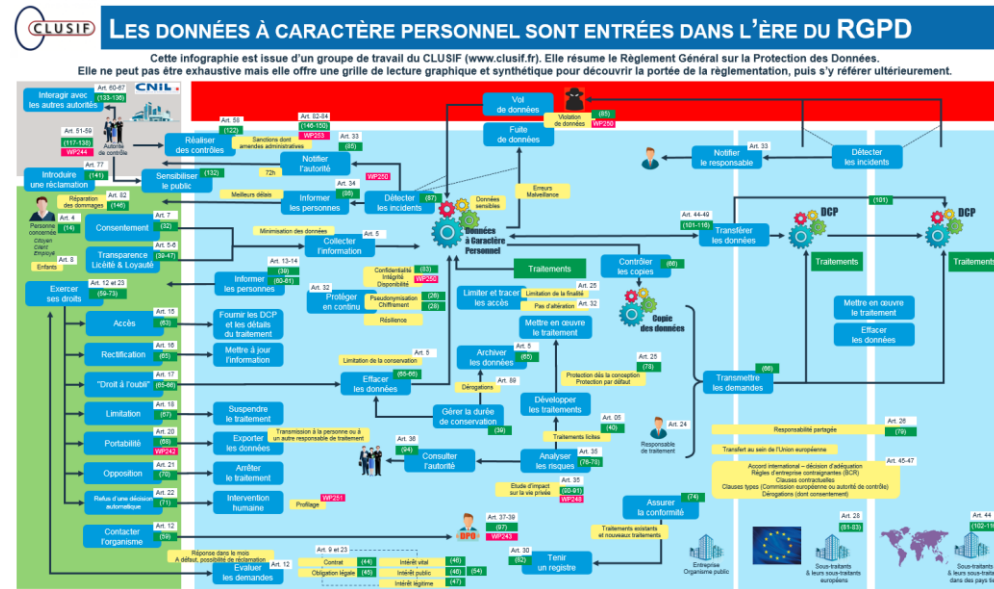 CLUSIF
LES DONNÉES À CARACTÈRE PERSONNEL SONT ENTRÉES DANS L'ÈRE DU RGPD
Cette infographie est issue d'un groupe de travail du CLUSIF (www.clusif.fr). Elle résume le Règlement Général sur la Protection des Données.
Elle ne peut pas être exhaustive mais elle offre une grille de lecture graphique et synthétique pour découvrir la portée de la règlementation, puis s'y référer ultérieurement.
Interagir avec
les autres autorités
Art. 60-67
(133-138)
CNIL.
Art. 51-59
(117-138)
WP244
Autorité
de contrôle
Réaliser
des contrôles
Art. 58
(122)
Sanctions dont
amendes administratives
Art. 82-84
(146-152)
WP253
Art. 33
(85)
Notifier
l'autorité
72h
WP250
Art. 77
(141)
Introduire
une réclamation
Sensibiliser
le public
(132)
Meilleurs délais
Informer
les personnes
Art. 34
(86)
Détecter
les incidents
(87)
Vol
de données
Violation
de données
(85)
WP250
Fuite
de données
Erreurs
Malveillance
Données
sensibles
Notifier
le responsable
Art. 33
Détecter
les incidents
Réparation
des dommages
Art. 82
(146)
Personne
concernée
Citoyen
Client
Employé
Art. 4
(14)
Enfants
Art. 8
Consentement
Art. 7
(32)
Transparence
Licéité & Loyauté
Art. 5-6
(39-47)
Minimisation des données
Collecter
l'information
Art. 5
Données
à Caractère
Personnel
Traitements
Art. 44-49
(101-116)
Transférer
les données
(101)
DCP
DCP
Traitements
Traitements
Exercer
ses droits
Art. 12 et 23
(59-73)
Informer
les personnes
Art. 13-14
(39)
(60-61)
Art. 32
Protéger
en continu
Confidentialité
Intégrité
Disponibilité
(83)
WP250
Pseudonymisation
Chiffrement
(26)
(28)
Résilience
Limiter et tracer
les accès
Art. 25
Limitation de la finalité
Pas d'altération
Art. 32
Contrôler
les copies
(66)
Copie
des données
Mettre en œuvre
le traitement
Effacer
les données
Accès
Art. 15
(63)
Fournir les DCP
et les détails
du traitement
Mettre en œuvre
le traitement
Rectification
Art. 16
(65)
Mettre à jour
l'information
Limitation de la conservation
Art. 5
(65-66)
Effacer
les données
Archiver
les données
Art. 5
(65)
Dérogations
Art. 89
Protection dès la conception
Protection par défaut
Art. 25
(78)
Transmettre
les demandes
(66)
"Droit à l'oubli"
Art. 17
(65-66)
Limitation
Art. 18
(67)
Suspendre
le traitement
Gérer la durée
de conservation
(39)
Développer
les traitements
Art. 24
Responsable
de traitement
Portabilité
Art. 20
(68)
WP242
Exporter
les données
Transmission à la personne ou à
un autre responsable de traitement
Art. 36
(94)
Consulter
l'autorité
Art. 05
(40)
Traitements licites
Analyser
les risques
Art. 35
(76-79)
Responsabilité partagée
Art. 26
(79)
Transfert au sein de l'Union européenne
Opposition
Art. 21
(70)
Arrêter
le traitement
Accord international – décision d'adéquation
Règles d'entreprise contraignantes (BCR)
Clauses contractuelles
Clauses types (Commission européenne ou autorité de contrôle)
Dérogations (dont consentement)
Art. 45-47
Refus d'une décision
automatique
Art. 22
(71)
Intervention
humaine
Profilage
WP251
Etude d'impact
sur la vie privée
Art. 35
(90-91)
WP248
Assurer
la conformité
(74)
Contacter
l'organisme
Art. 12
(59)
DPO
Art. 37-39
(97)
WP243
Traitements existants
et nouveaux traitements
Art. 28
(81-83)
Art. 44
Réponse dans le mois
A défaut, possibilité de réclamation
Evaluer
les demandes
Art. 12
Art. 9 et 23
Contrat
(44)
Obligation légale
(45)
Intérêt vital
(46)
Intérêt public
(46)
(54)
Intérêt légitime
(47)
Art. 30
(82)
Tenir
un registre
Entreprise
Organisme public
Sous-traitants
& leurs sous-traitants
européens
Sous-traitants
& leurs sous-traitants